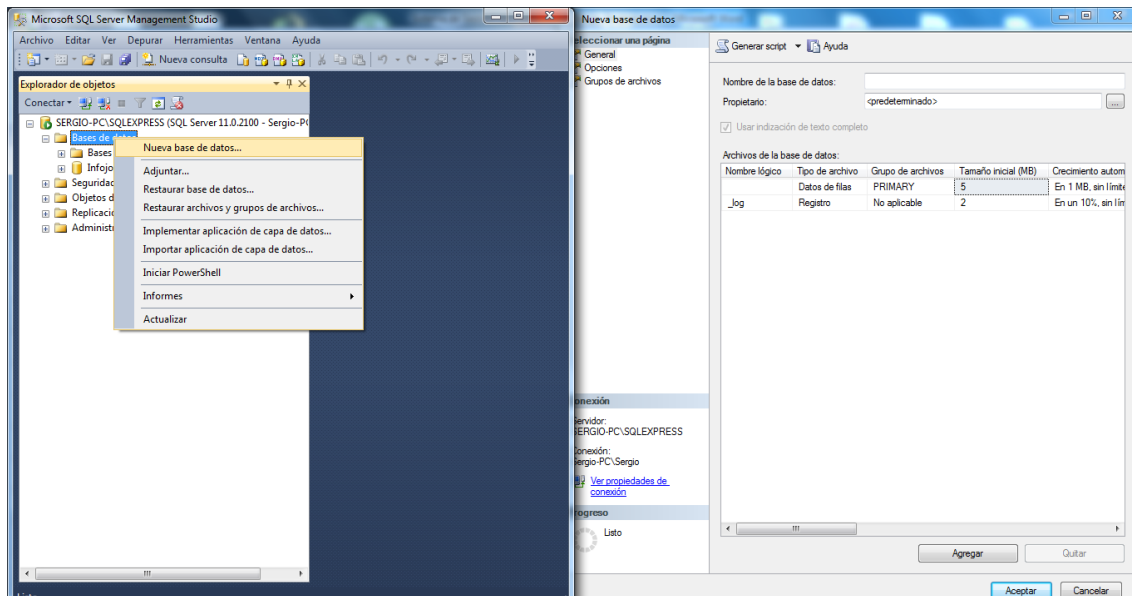 Microsoft SQL Server Management Studio
Archivo Editar Ver Depurar Herramientas Ventana Ayuda
Nueva consulta
Explorador de objetos
Conectar
SERGIO-PC\SQLEXPRESS (SQL Server 11.0.2100 - Sergio-P
Bases de datos
Bases
Infojo
Seguridad
Objetos d
Replicació
Administ
Nueva base de datos...
Adjuntar...
Restaurar base de datos...
Restaurar archivos y grupos de archivos...
Implementar aplicación de capa de datos...
Importar aplicación de capa de datos...
Iniciar PowerShell
Informes
Actualizar
Nueva base de datos
eleccionar una página
General
Opciones
Grupos de archivos
onexión
Servidor:
SERGIO-PC\SQLEXPRESS
Conexión:
Sergio-PC\Sergio
Ver propiedades de
conexión
rogreso
Listo
Generar script Ayuda
Nombre de la base de datos:
Propietario: <predeterminado> ...
Usar indización de texto completo
Archivos de la base de datos:
Nombre lógico Tipo de archivo Grupo de archivos Tamaño inicial (MB) Crecimiento autom
Datos de filas PRIMARY 5 En 1 MB, sin límite
_log Registro No aplicable 2 En un 10%, sin lím
Agregar Quitar
Aceptar Cancelar